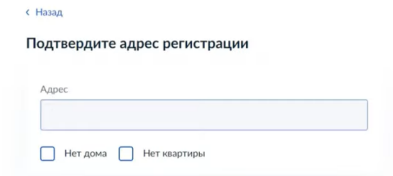 Назад
Подтвердите адрес регистрации
Адрес
Нет дома Нет квартиры